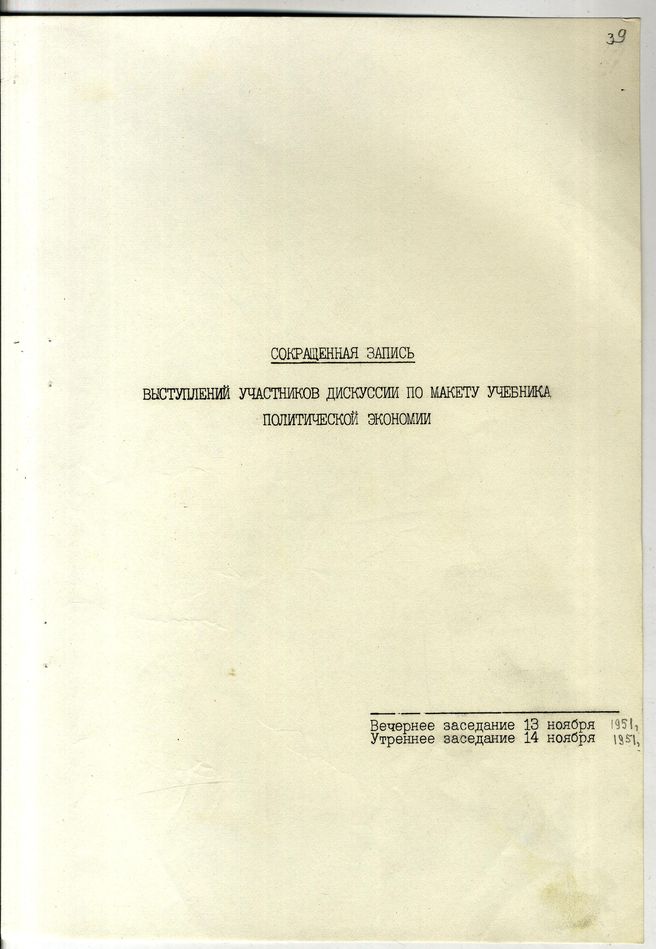 39
СОКРАЩЕННАЯ ЗАПИСЬ
ВЫСТУПЛЕНИЙ УЧАСТНИКОВ ДИСКУССИИ ПО МАКЕТУ УЧЕБНИКА
ПОЛИТИЧЕСКОЙ ЭКОНОМИИ
Вечернее заседание 13 ноября 1951,
Утреннее заседание 14 ноября 1951,